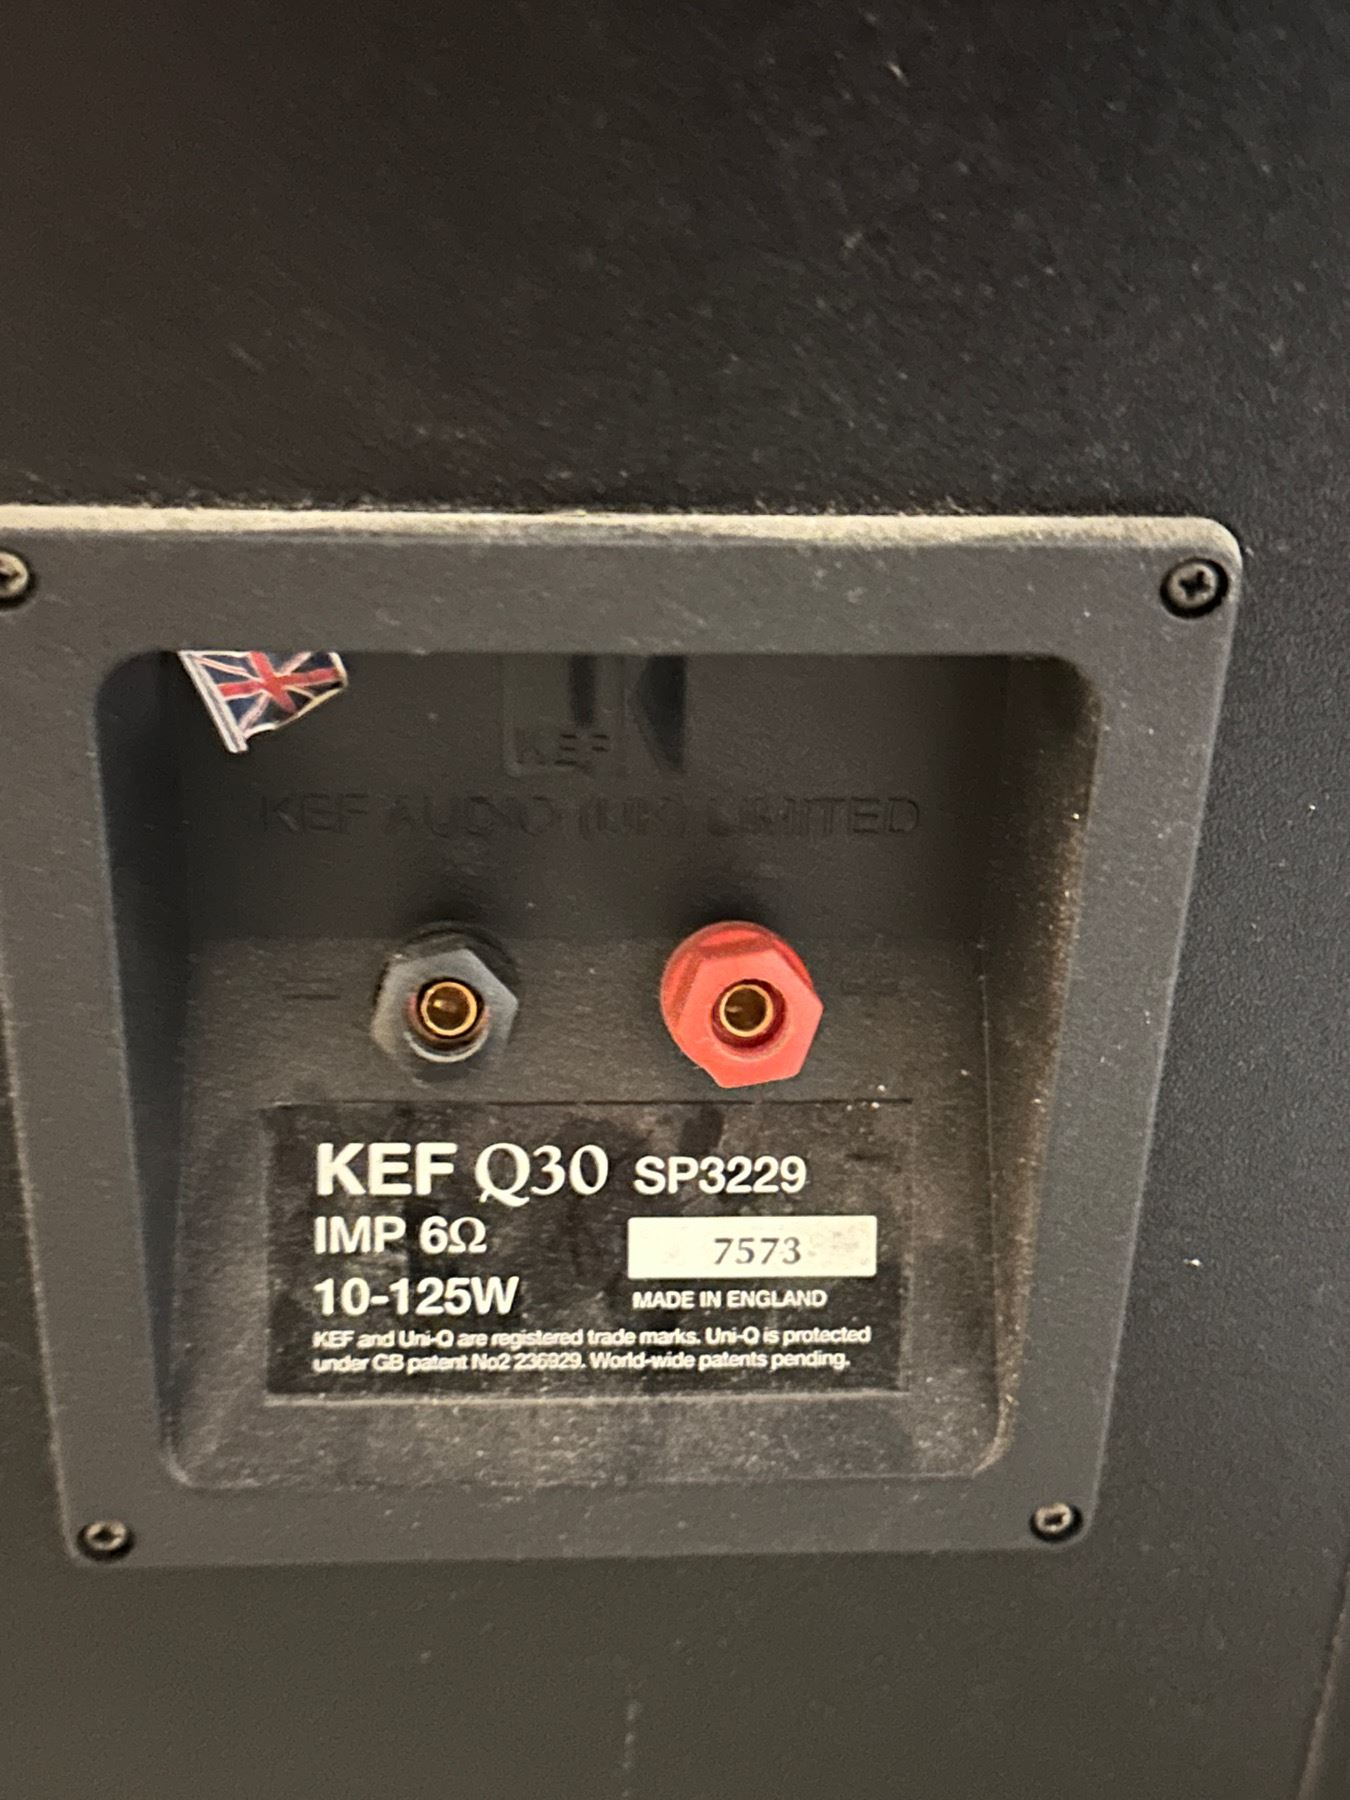 KEF
KEF AUDIO (UK) LIMITED
KEF Q30 SP3229
IMP 6Ω
7573
10-125W
MADE IN ENGLAND
KEF and Uni-Q are registered trade marks. Uni-Q is protected
under GB patent No2 236929. World-wide patents pending.